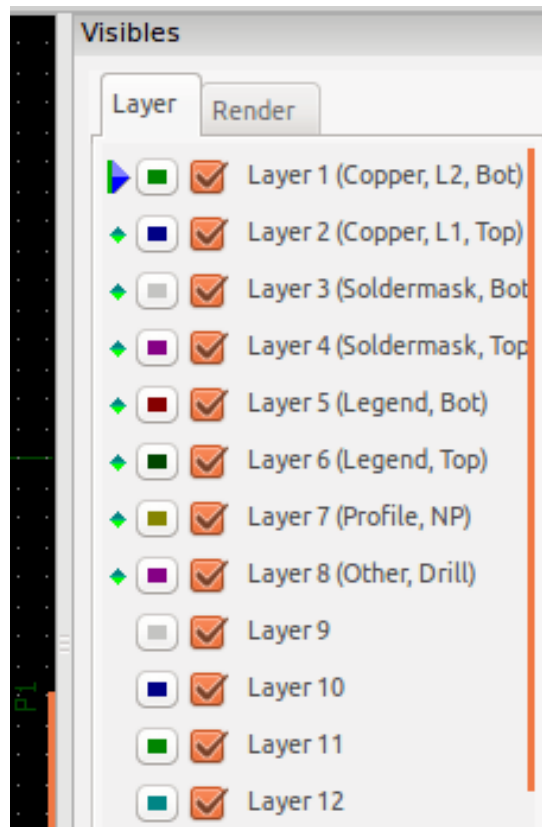 Visibles
Layer Render
Layer 1 (Copper, L2, Bot)
Layer 2 (Copper, L1, Top)
Layer 3 (Soldermask, Bot
Layer 4 (Soldermask, Top
Layer 5 (Legend, Bot)
Layer 6 (Legend, Top)
Layer 7 (Profile, NP)
Layer 8 (Other, Drill)
Layer 9
P1 Layer 10
Layer 11
Layer 12